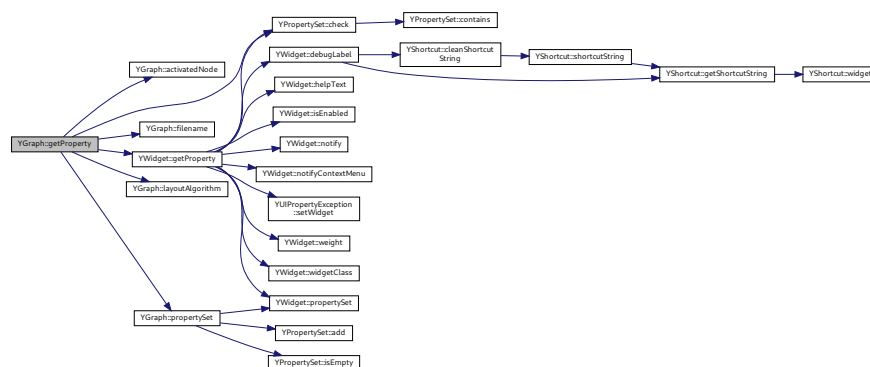 YGraph::getProperty
YGraph::activatedNode
YGraph::filename
YWidget::getProperty
YGraph::layoutAlgorithm
YGraph::propertySet
YPropertySet::check
YWidget::debugLabel
YWidget::helpText
YWidget::isEnabled
YWidget::notify
YWidget::notifyContextMenu
YUIPropertyException
::setWidget
YWidget::weight
YWidget::widgetClass
YWidget::propertySet
YPropertySet::add
YPropertySet::isEmpty
YPropertySet::contains
YShortcut::cleanShortcut
String
YShortcut::shortcutString
YShortcut::getShortcutString
YShortcut::widget